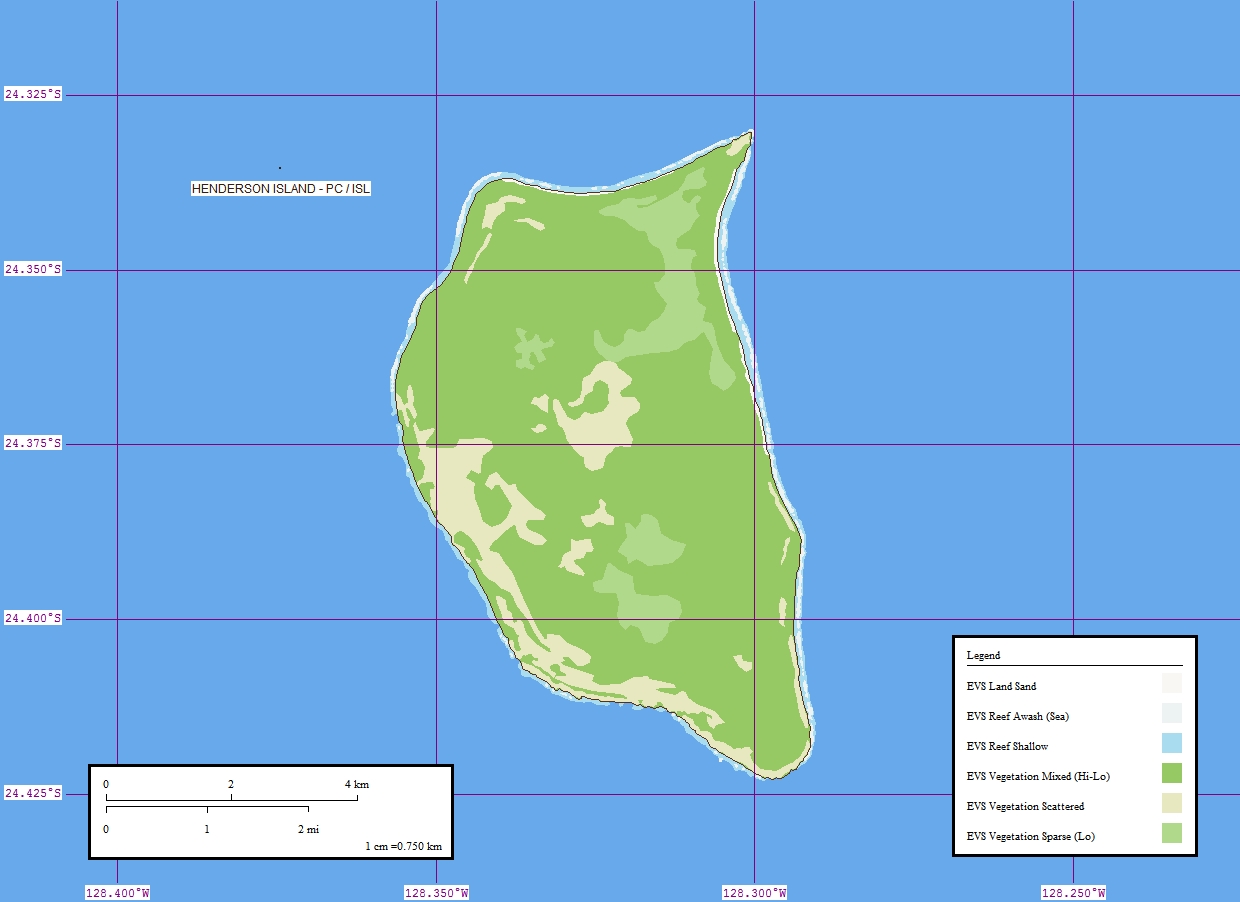 24.325°S
HENDERSON ISLAND - PC / ISL
24.350°S
24.375°S
24.400°S
24.425°S
Legend
EVS Land Sand
EVS Reef Awash (Sea)
EVS Reef Shallow
EVS Vegetation Mixed (Hi-Lo)
EVS Vegetation Scattered
EVS Vegetation Sparse (Lo)
0 2 4 km
0 1 2 mi
1 cm =0.750 km
128.400°W 128.350°W 128.300°W 128.250°W